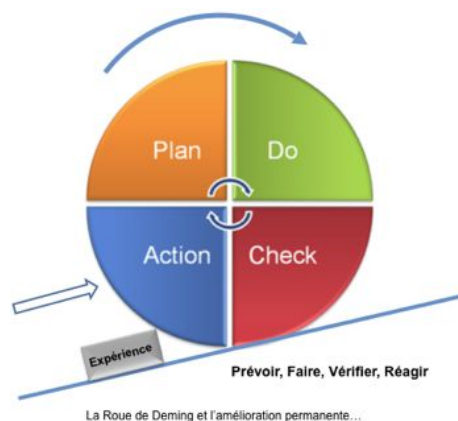 Plan
Do
Action
Check
Expérience
Prévoir, Faire, Vérifier, Réagir
La Roue de Deming et l'amélioration permanente…